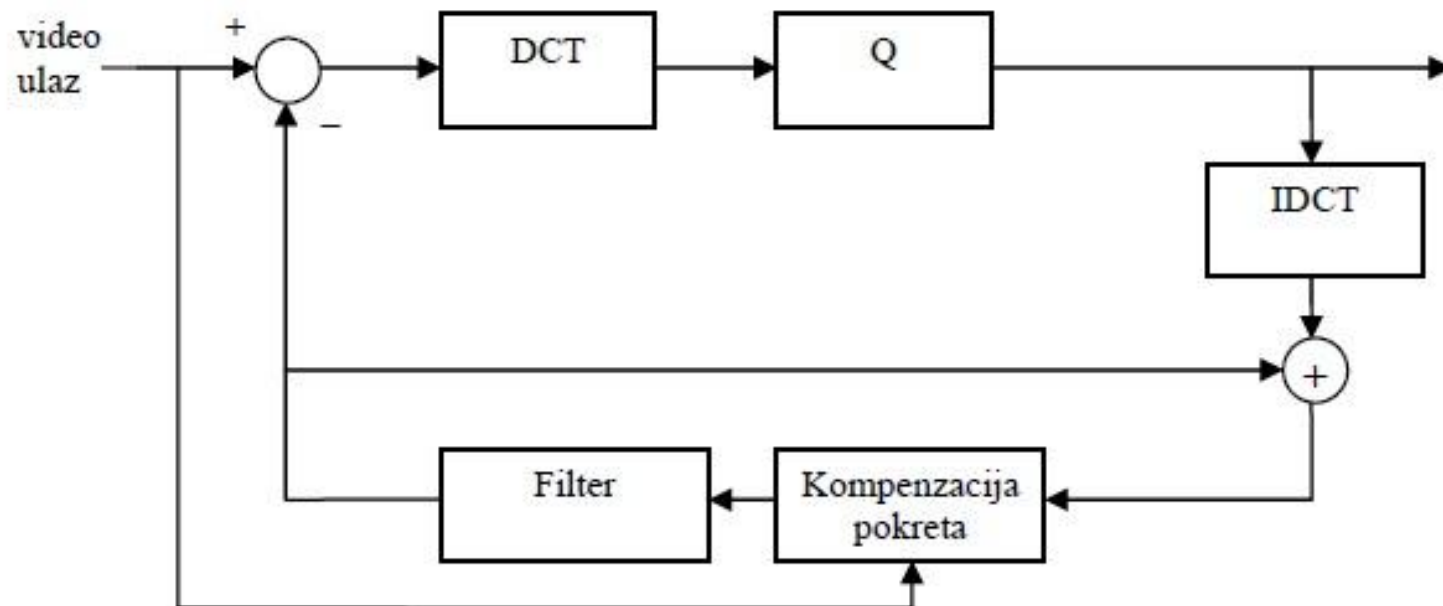 video
ulaz
+
DCT
Q
–
IDCT
+
Filter
Kompenzacija
pokreta